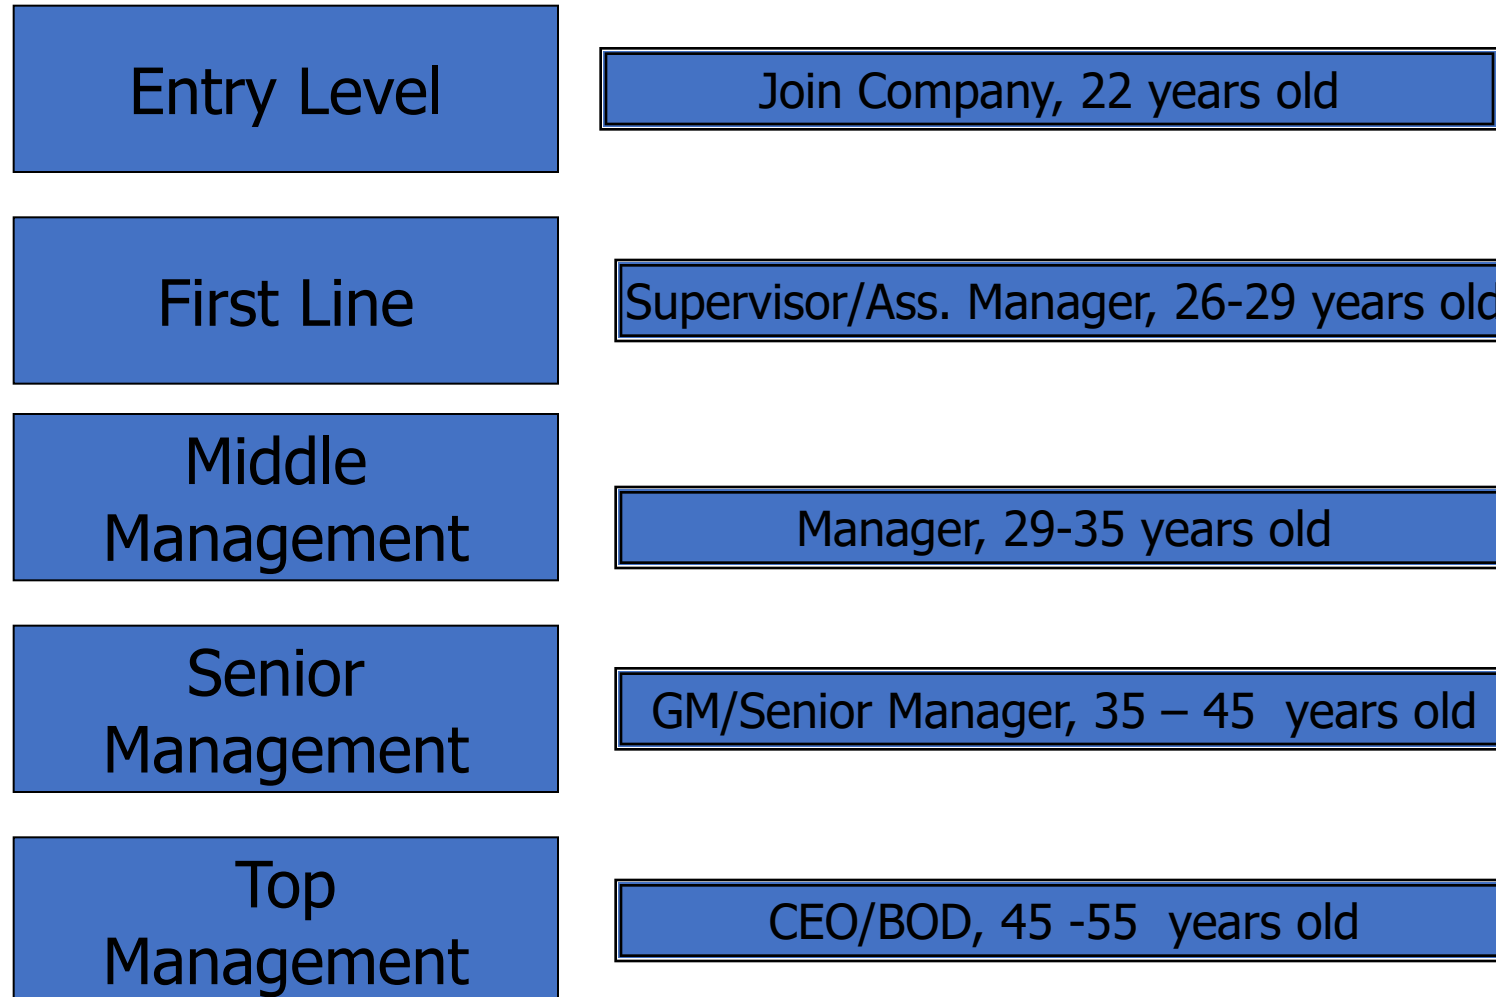 Entry Level
Join Company, 22 years old
First Line
Supervisor/Ass. Manager, 26-29 years old
Middle
Management
Manager, 29-35 years old
Senior
Management
GM/Senior Manager, 35 – 45  years old
Top
Management
CEO/BOD, 45 -55  years old